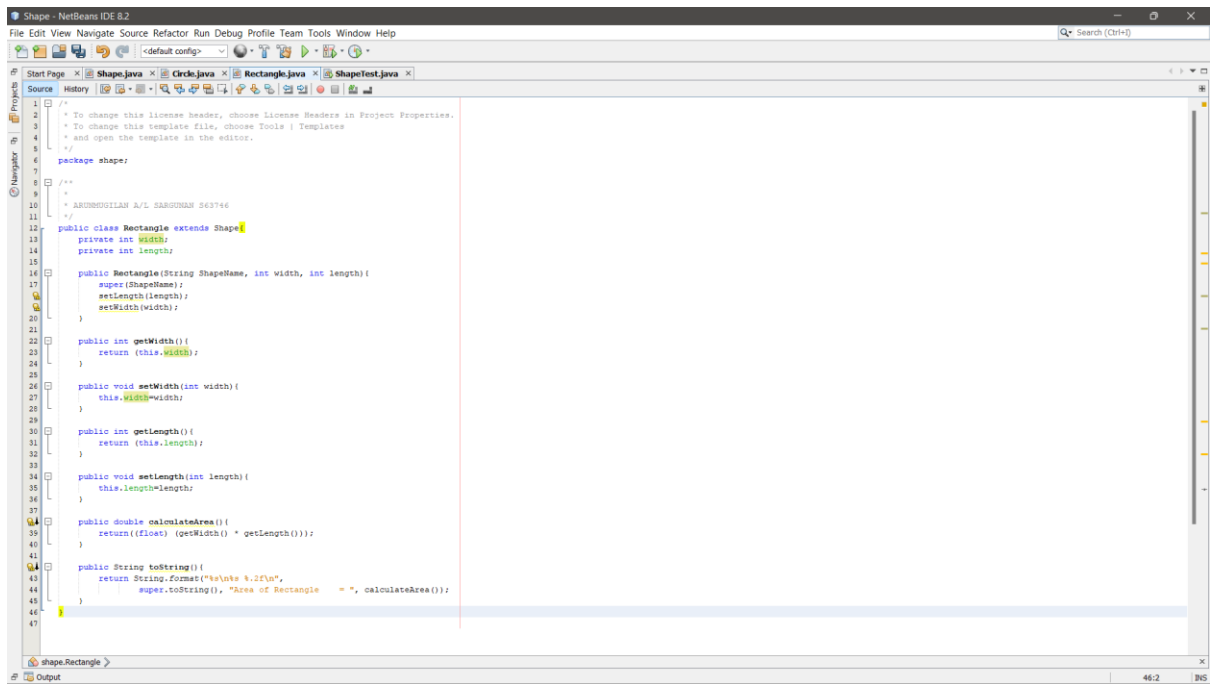 Shape - NetBeans IDE 8.2
File Edit View Navigate Source Refactor Run Debug Profile Team Tools Window Help
Search (Ctrl+I)
<default config>
Start Page Shape.java Circle.java Rectangle.java ShapeTest.java
Source History
Projects
Navigator
1 /*
2 * To change this license header, choose License Headers in Project Properties.
3 * To change this template file, choose Tools | Templates
4 * and open the template in the editor.
5 */
6 package shape;
7
8 /**
9 *
10 * ARUNMUGILAN A/L SARGUNAN S63746
11 */
12 public class Rectangle extends Shape{
13 private int width;
14 private int length;
15
16 public Rectangle(String ShapeName, int width, int length){
17 super(ShapeName);
setLength(length);
setWidth(width);
20 }
21
22 public int getWidth(){
23 return (this.width);
24 }
25
26 public void setWidth(int width){
27 this.width=width;
28 }
29
30 public int getLength(){
31 return (this.length);
32 }
33
34 public void setLength(int length){
35 this.length=length;
36 }
37
public double calculateArea(){
39 return((float) (getWidth() * getLength()));
40 }
41
public String toString(){
43 return String.format("%s\n%s %.2f\n",
44 super.toString(), "Area of Rectangle    = ", calculateArea());
45 }
46 }
47
shape.Rectangle
Output
46:2 INS